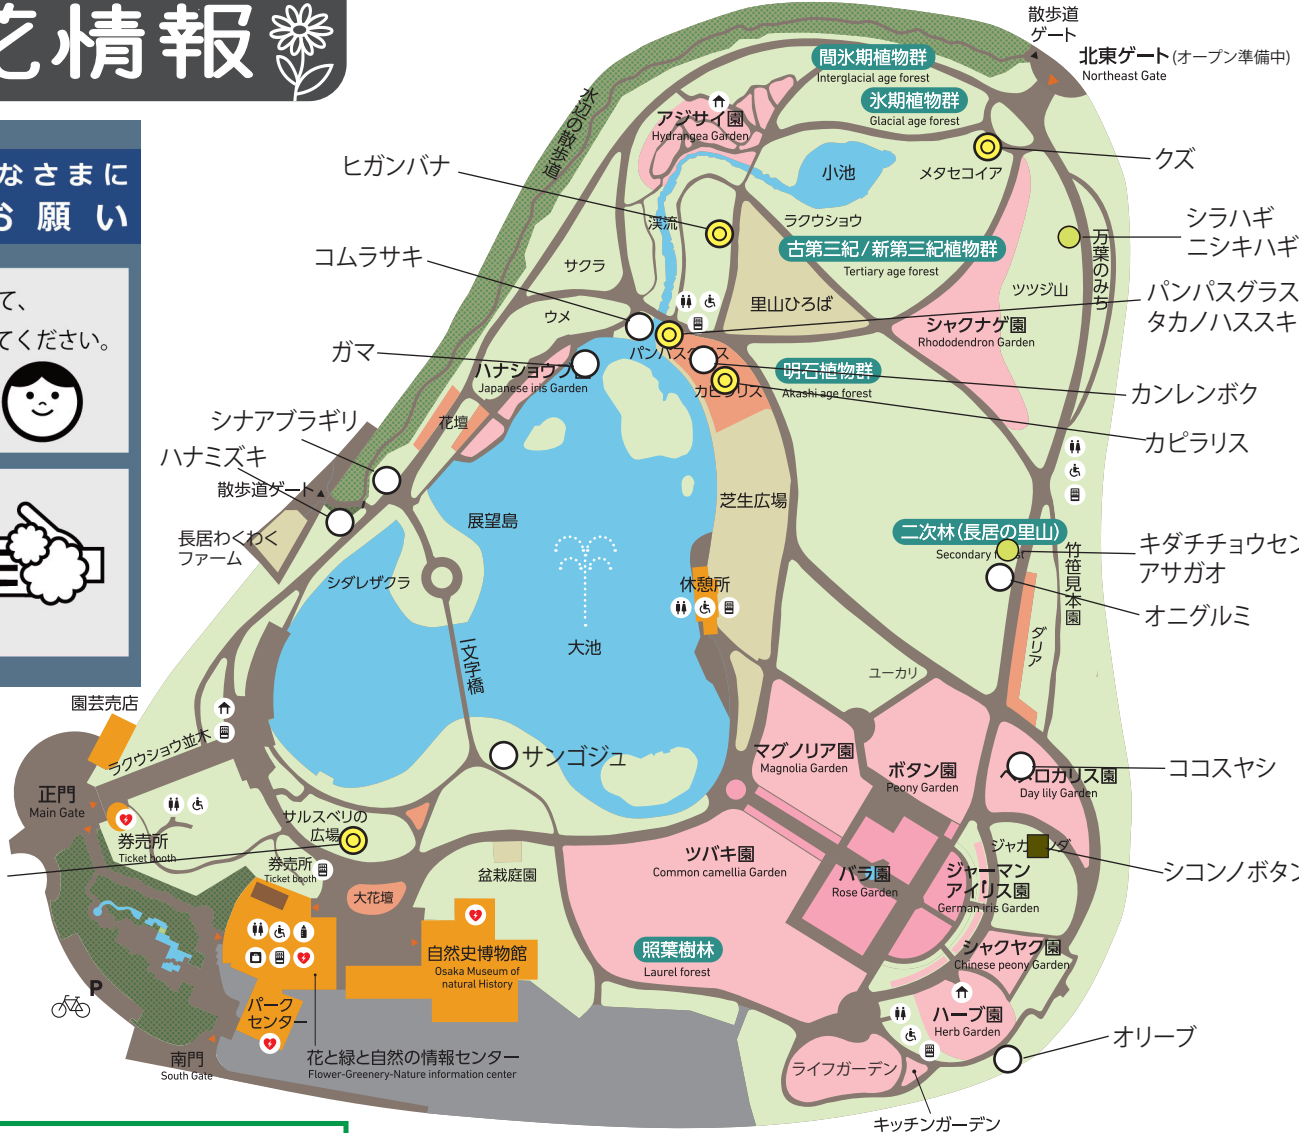 花情報
なさまに
お願い
て、
てください。
散歩道
ゲート
北東ゲート(オープン準備中)
Northeast Gate
間氷期植物群
Interglacial age forest
氷期植物群
Glacial age forest
水辺の散歩道
アジサイ園
Hydrangea Garden
ヒガンバナ
小池
メタセコイア
クズ
渓流
ラクウショウ
シラハギ
ニシキハギ
万葉のみち
コムラサキ
古第三紀/新第三紀植物群
Tertiary age forest
サクラ
里山ひろば
ツツジ山
パンパスグラス
タカノハススキ
ウメ
シャクナゲ園
Rhododendron Garden
ガマ
パンパスグラス
ハナショウブ園
Japanese iris Garden
明石植物群
Akashi age forest
カピラリス
カンレンボク
花壇
シナアブラギリ
カピラリス
ハナミズキ
散歩道ゲート
長居わくわく
ファーム
展望島
芝生広場
二次林(長居の里山)
Secondary forest
キダチチョウセン
アサガオ
竹笹見本園
シダレザクラ
休憩所
オニグルミ
ダリア
一文字橋
大池
ユーカリ
園芸売店
ラクウショウ並木
サンゴジュ
マグノリア園
Magnolia Garden
ボタン園
Peony Garden
ヘメロカリス園
Day lily Garden
ココスヤシ
正門
Main Gate
券売所
Ticket booth
サルスベリの
広場
券売所
Ticket booth
盆栽庭園
ツバキ園
Common camellia Garden
バラ園
Rose Garden
ジャカランダ
ジャーマン
アイリス園
German iris Garden
シコンノボタン
大花壇
自然史博物館
Osaka Museum of
natural History
照葉樹林
Laurel forest
シャクヤク園
Chinese peony Garden
P
パーク
センター
ハーブ園
Herb Garden
オリーブ
南門
South Gate
花と緑と自然の情報センター
Flower-Greenery-Nature information center
ライフガーデン
キッチンガーデン